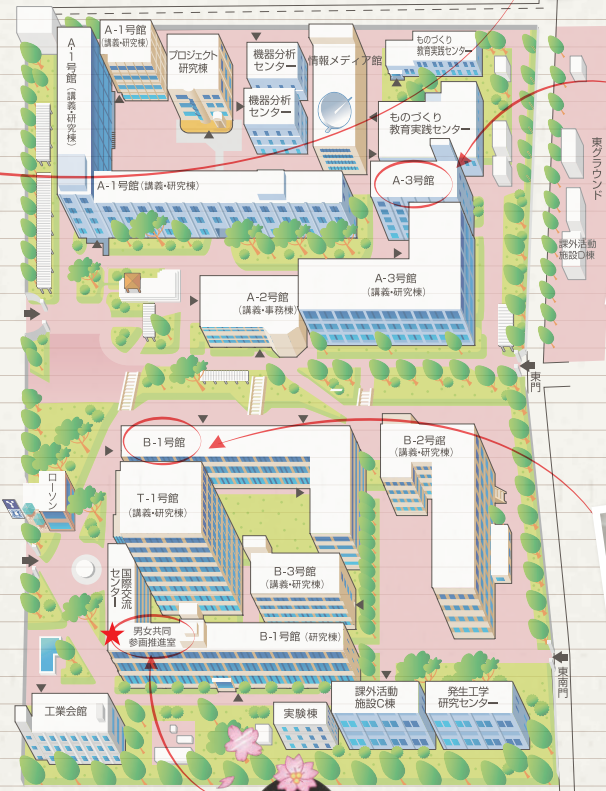 A-1号館
(講義・研究棟)
A-1号館(講義・研究棟)
プロジェクト
研究棟
機器分析
センター
情報メディア館
ものづくり
教育実践センター
機器分析
センター
ものづくり
教育実践センター
東グラウンド
A-3号館
A-1号館(講義・研究棟)
課外活動
施設D棟
A-3号館
(講義・研究棟)
A-2号館
(講義・事務棟)
東門
B-1号館
B-2号館
(講義・研究棟)
ローソン
T-1号館
(講義・研究棟)
国際交流
センター
B-3号館
(講義・研究棟)
男女共同
参画推進室
B-1号館(研究棟)
東南門
工業会館
実験棟
課外活動
施設C棟
発生工学
研究センター